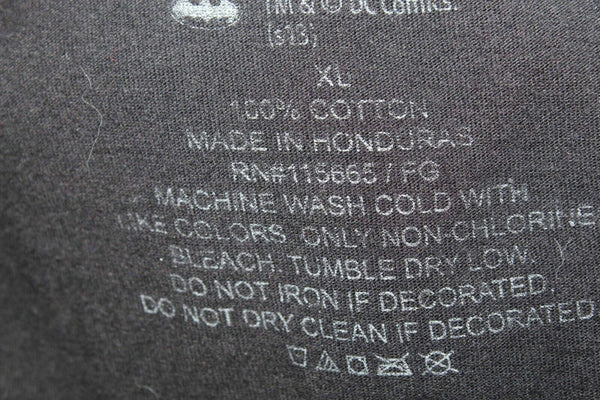 TM & © DC Comics.
(s13)
XL
100% COTTON
MADE IN HONDURAS
RN#115665 / FG
MACHINE WASH COLD WITH
LIKE COLORS. ONLY NON-CHLORINE
BLEACH. TUMBLE DRY LOW.
DO NOT IRON IF DECORATED.
DO NOT DRY CLEAN IF DECORATED